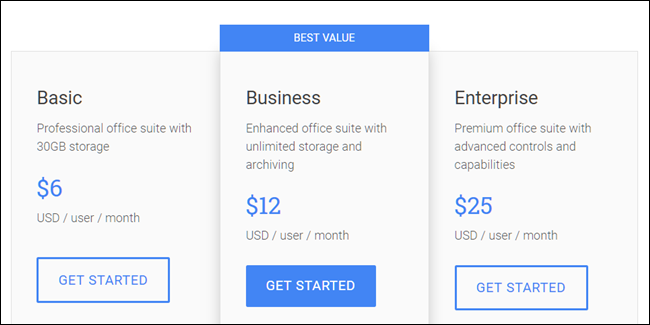 BEST VALUE
Basic
Professional office suite with
30GB storage
$6
USD / user / month
GET STARTED
Business
Enhanced office suite with
unlimited storage and
archiving
$12
USD / user / month
GET STARTED
Enterprise
Premium office suite with
advanced controls and
capabilities
$25
USD / user / month
GET STARTED